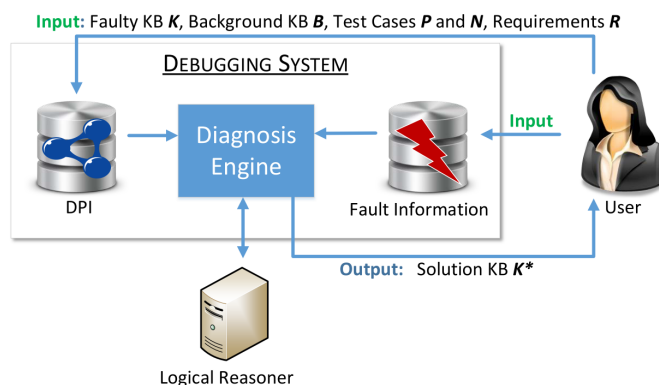 Input: Faulty KB K, Background KB B, Test Cases P and N, Requirements R
DEBUGGING SYSTEM
Diagnosis
Engine
Input
DPI
Fault Information
User
Output: Solution KB K*
Logical Reasoner